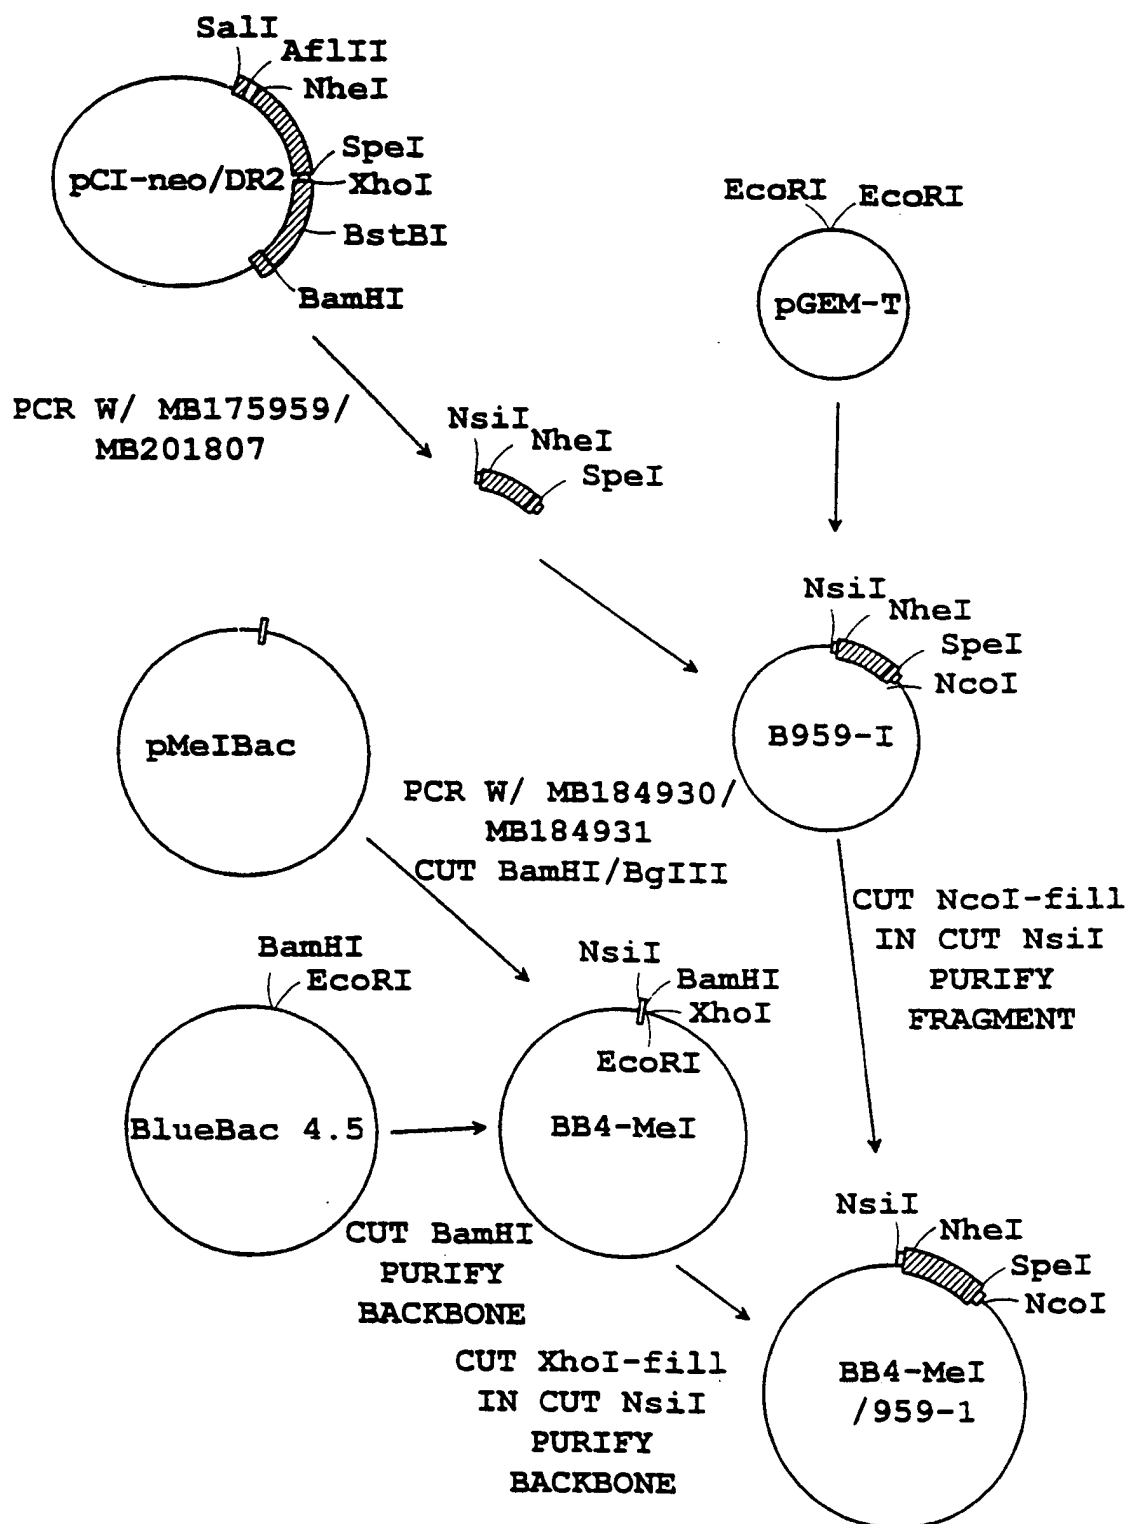 SalI
AflII
NheI
SpeI
pCI-neo/DR2
XhoI
BstBI
BamHI
EcoRI
EcoRI
pGEM-T
PCR W/ MB175959/
MB201807
NsiI
NheI
SpeI
NsiI
NheI
SpeI
NcoI
B959-I
pMeIBac
PCR W/ MB184930/
MB184931
CUT BamHI/BgIII
CUT NcoI-fill
IN CUT NsiI
PURIFY
FRAGMENT
BamHI
EcoRI
BlueBac 4.5
NsiI
BamHI
XhoI
EcoRI
BB4-MeI
CUT BamHI
PURIFY
BACKBONE
CUT XhoI-fill
IN CUT NsiI
PURIFY
BACKBONE
NsiI
NheI
SpeI
NcoI
BB4-MeI
/959-1